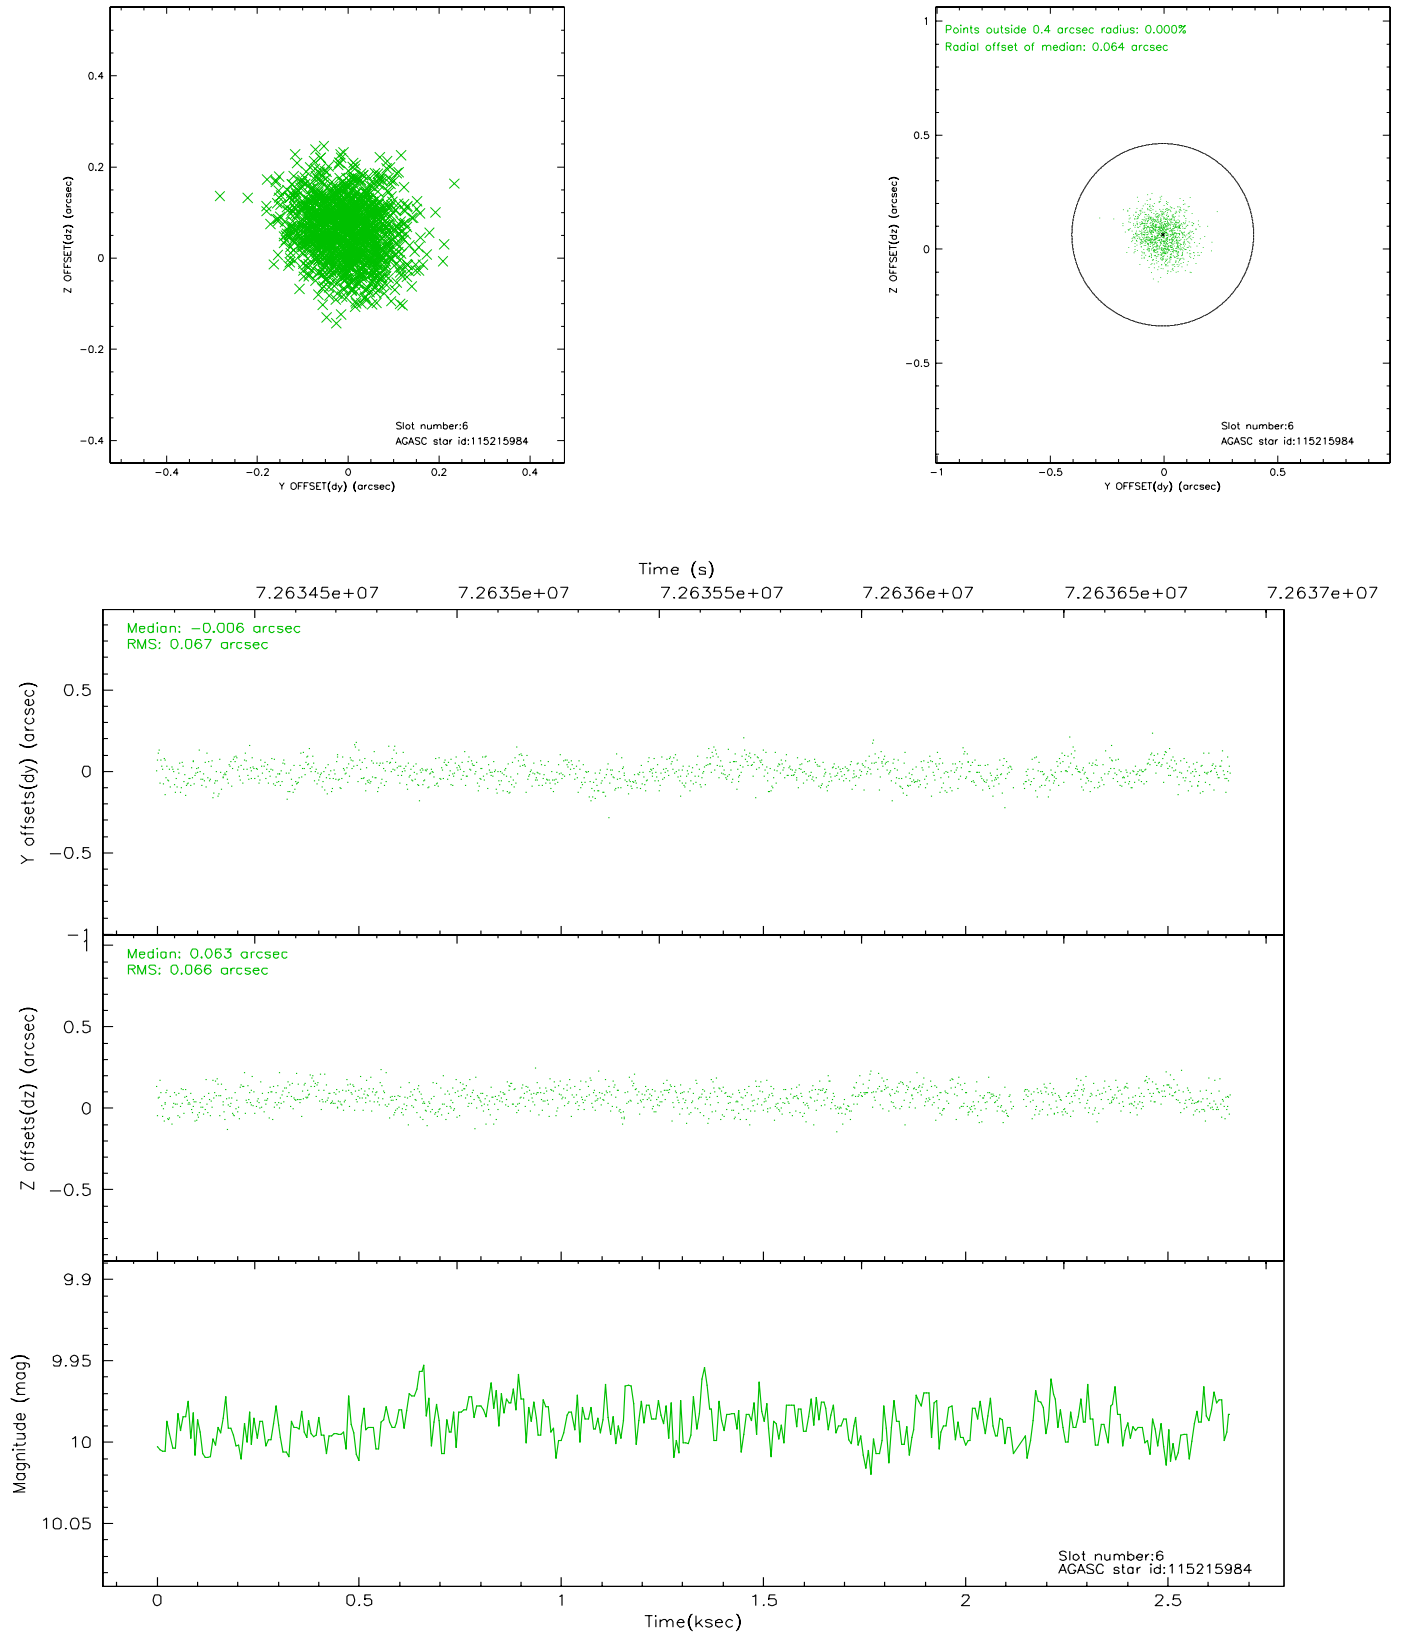 0.4
0.2
0
-0.2
-0.4
Z OFFSET(dz) (arcsec)
Slot number:6
AGASC star id:115215984
-0.4 -0.2 0 0.2 0.4
Y OFFSET(dy) (arcsec)
Points outside 0.4 arcsec radius: 0.000%
Radial offset of median: 0.064 arcsec
1
0.5
0
-0.5
Z OFFSET(dz) (arcsec)
Slot number:6
AGASC star id:115215984
-1 -0.5 0 0.5
Y OFFSET(dy) (arcsec)
Time (s)
7.26345e+07 7.2635e+07 7.26355e+07 7.2636e+07 7.26365e+07 7.2637e+07
Median: -0.006 arcsec
RMS: 0.067 arcsec
0.5
0
-0.5
-1
Y offsets(dy) (arcsec)
Median: 0.063 arcsec
RMS: 0.066 arcsec
1
0.5
0
-0.5
Z offsets(dz) (arcsec)
9.9
9.95
10
10.05
Magnitude (mag)
Slot number:6
AGASC star id:115215984
0 0.5 1 1.5 2 2.5
Time(ksec)